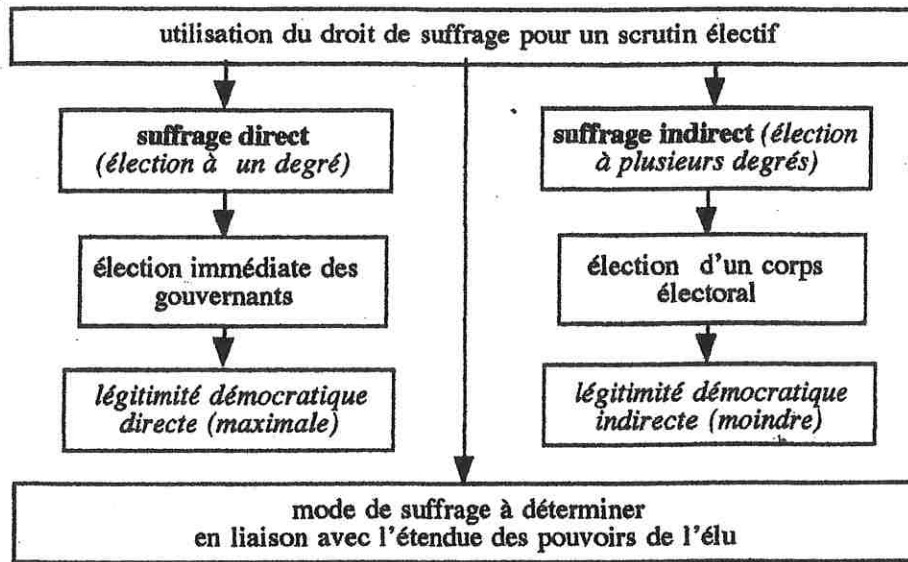 utilisation du droit de suffrage pour un scrutin électif
suffrage direct
(élection à un degré)
suffrage indirect (élection
à plusieurs degrés)
élection immédiate des
gouvernants
élection d'un corps
électoral
légitimité démocratique
directe (maximale)
légitimité démocratique
indirecte (moindre)
mode de suffrage à déterminer
en liaison avec l'étendue des pouvoirs de l'élu